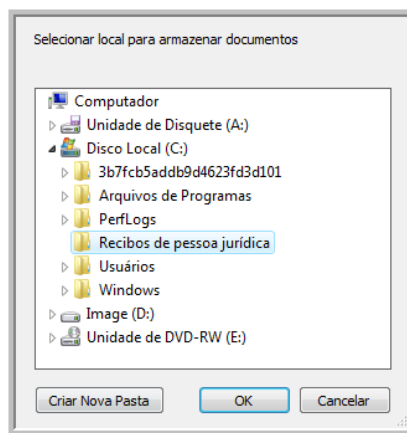 Selecionar local para armazenar documentos
Computador
Unidade de Disquete (A:)
Disco Local (C:)
3b7fcb5addb9d4623fd3d101
Arquivos de Programas
PerfLogs
Recibos de pessoa jurídica
Usuários
Windows
Image (D:)
Unidade de DVD-RW (E:)
Criar Nova Pasta OK Cancelar